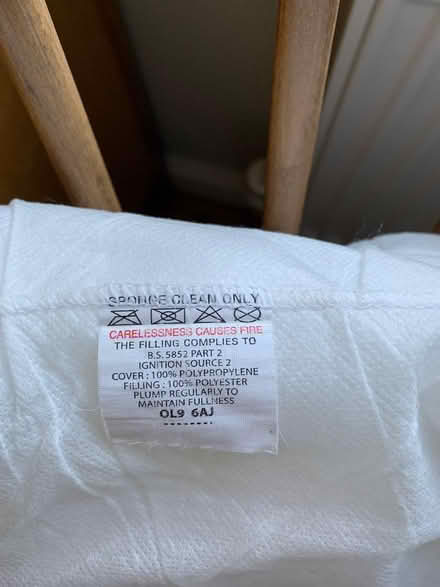 SPONGE CLEAN ONLY
CARELESSNESS CAUSES FIRE
THE FILLING COMPLIES TO
B.S. 5852 PART 2
IGNITION SOURCE 2
COVER : 100% POLYPROPYLENE
FILLING : 100% POLYESTER
PLUMP REGULARLY TO
MAINTAIN FULLNESS
OL9 6AJ